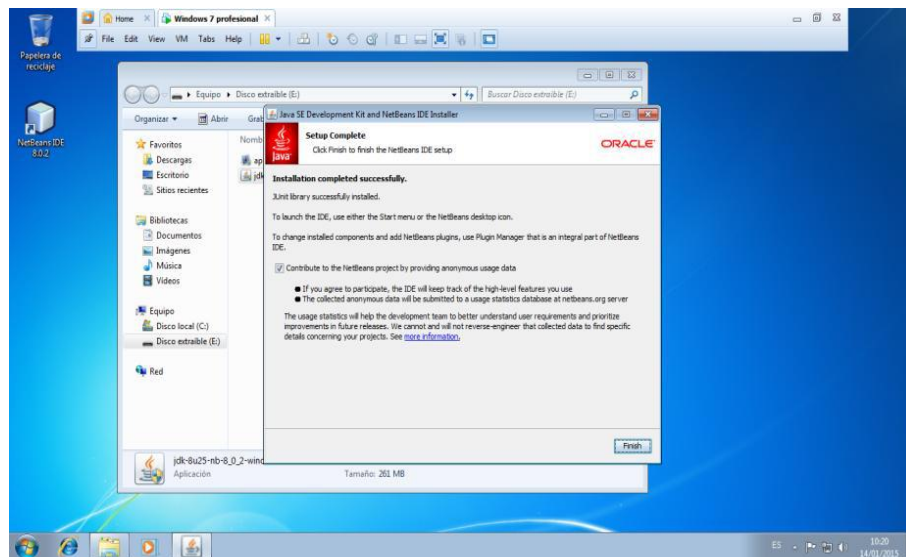 Home
Windows 7 profesional
File Edit View VM Tabs Help
Papelera de
reciclaje
NetBeans IDE
8.0.2
Equipo Disco extraíble (E:)
Buscar Disco extraíble (E:)
Organizar Abrir
Favoritos
Descargas
Escritorio
Sitios recientes
Bibliotecas
Documentos
Imágenes
Música
Vídeos
Equipo
Disco local (C:)
Disco extraíble (E:)
Red
Java SE Development Kit and NetBeans IDE Installer
Setup Complete
Click Finish to finish the NetBeans IDE setup
Java
ORACLE
Installation completed successfully.
JUnit library successfully installed.
To launch the IDE, use either the Start menu or the NetBeans desktop icon.
To change installed components and add NetBeans plugins, use Plugin Manager that is an integral part of NetBeans
IDE.
Contribute to the NetBeans project by providing anonymous usage data
If you agree to participate, the IDE will keep track of the high-level features you use
The collected anonymous data will be submitted to a usage statistics database at netbeans.org server
The usage statistics will help the development team to better understand user requirements and prioritize
improvements in future releases. We cannot and will not reverse-engineer that collected data to find specific
details concerning your projects. See more information.
Finish
jdk-8u25-nb-8_0_2-wind
Aplicación
Tamaño: 261 MB
ES
10:20
14/01/2015